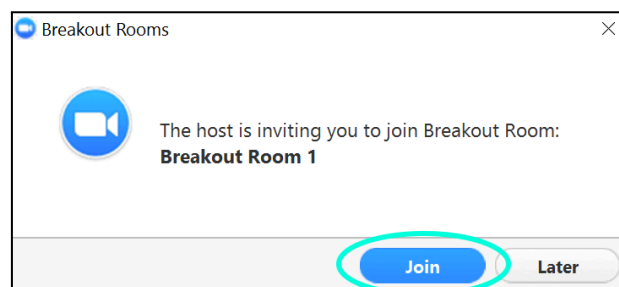 Breakout Rooms
The host is inviting you to join Breakout Room:
Breakout Room 1
Join Later